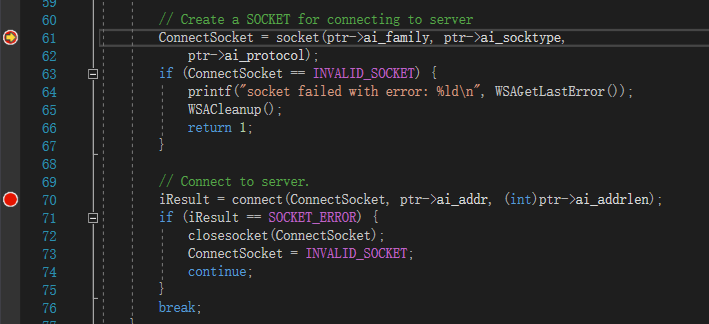 59
60 // Create a SOCKET for connecting to server
61 ConnectSocket = socket(ptr->ai_family, ptr->ai_socktype,
62 ptr->ai_protocol);
63 if (ConnectSocket == INVALID_SOCKET) {
64 printf("socket failed with error: %ld\n", WSAGetLastError());
65 WSACleanup();
66 return 1;
67 }
68
69 // Connect to server.
70 iResult = connect(ConnectSocket, ptr->ai_addr, (int)ptr->ai_addrlen);
71 if (iResult == SOCKET_ERROR) {
72 closesocket(ConnectSocket);
73 ConnectSocket = INVALID_SOCKET;
74 continue;
75 }
76 break;
77 }